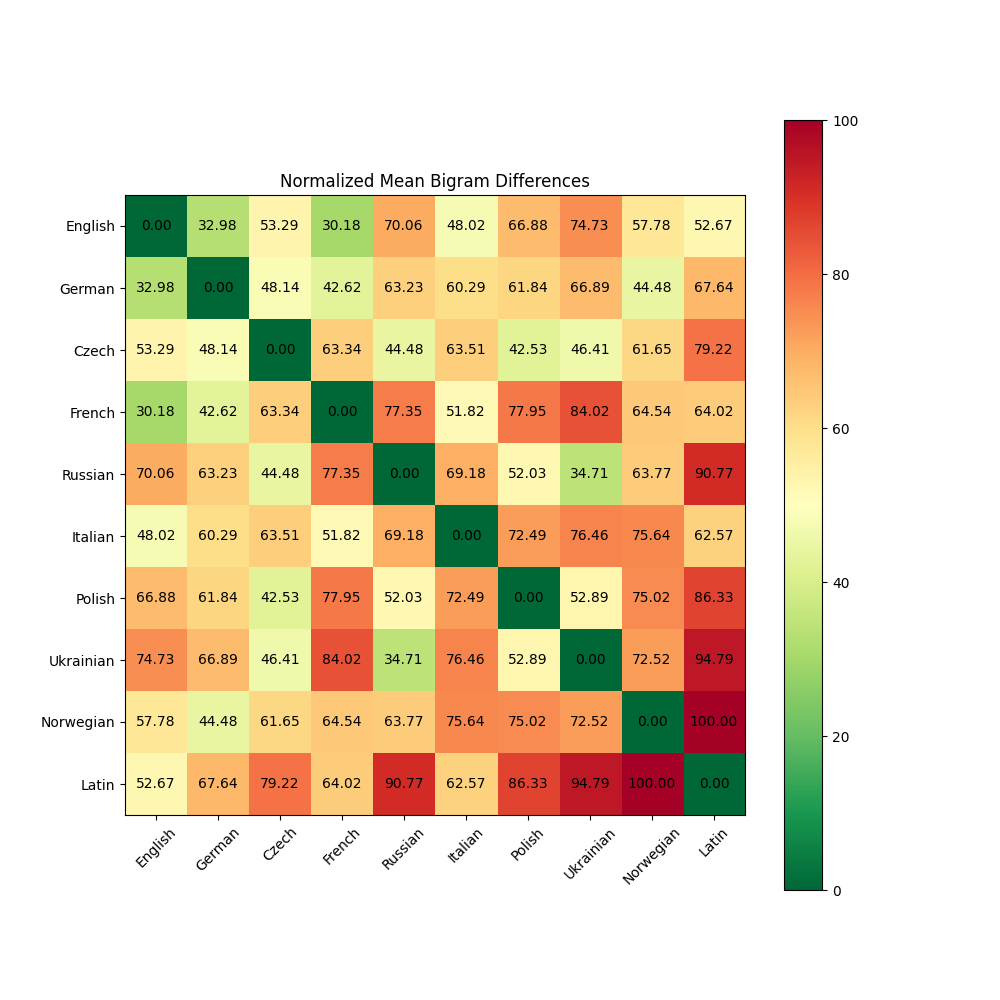 Normalized Mean Bigram Differences
100
English 0.00 32.98 53.29 30.18 70.06 48.02 66.88 74.73 57.78 52.67
German 32.98 0.00 48.14 42.62 63.23 60.29 61.84 66.89 44.48 67.64
80
Czech 53.29 48.14 0.00 63.34 44.48 63.51 42.53 46.41 61.65 79.22
French 30.18 42.62 63.34 0.00 77.35 51.82 77.95 84.02 64.54 64.02
60
Russian 70.06 63.23 44.48 77.35 0.00 69.18 52.03 34.71 63.77 90.77
Italian 48.02 60.29 63.51 51.82 69.18 0.00 72.49 76.46 75.64 62.57
40
Polish 66.88 61.84 42.53 77.95 52.03 72.49 0.00 52.89 75.02 86.33
Ukrainian 74.73 66.89 46.41 84.02 34.71 76.46 52.89 0.00 72.52 94.79
Norwegian 57.78 44.48 61.65 64.54 63.77 75.64 75.02 72.52 0.00 100.00
20
Latin 52.67 67.64 79.22 64.02 90.77 62.57 86.33 94.79 100.00 0.00
English German Czech French Russian Italian Polish Ukrainian Norwegian Latin
0